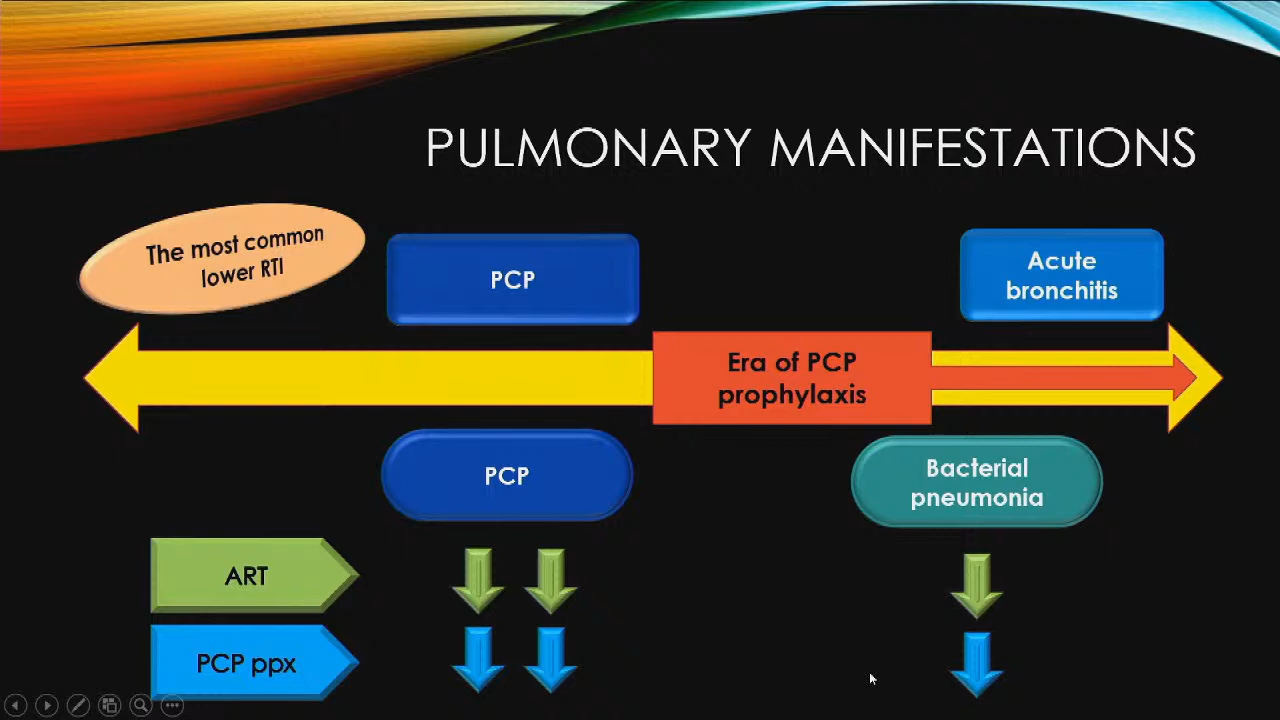 PULMONARY MANIFESTATIONS
The most common
lower RTI
PCP
Acute
bronchitis
Era of PCP
prophylaxis
PCP
Bacterial
pneumonia
ART
PCP ppx